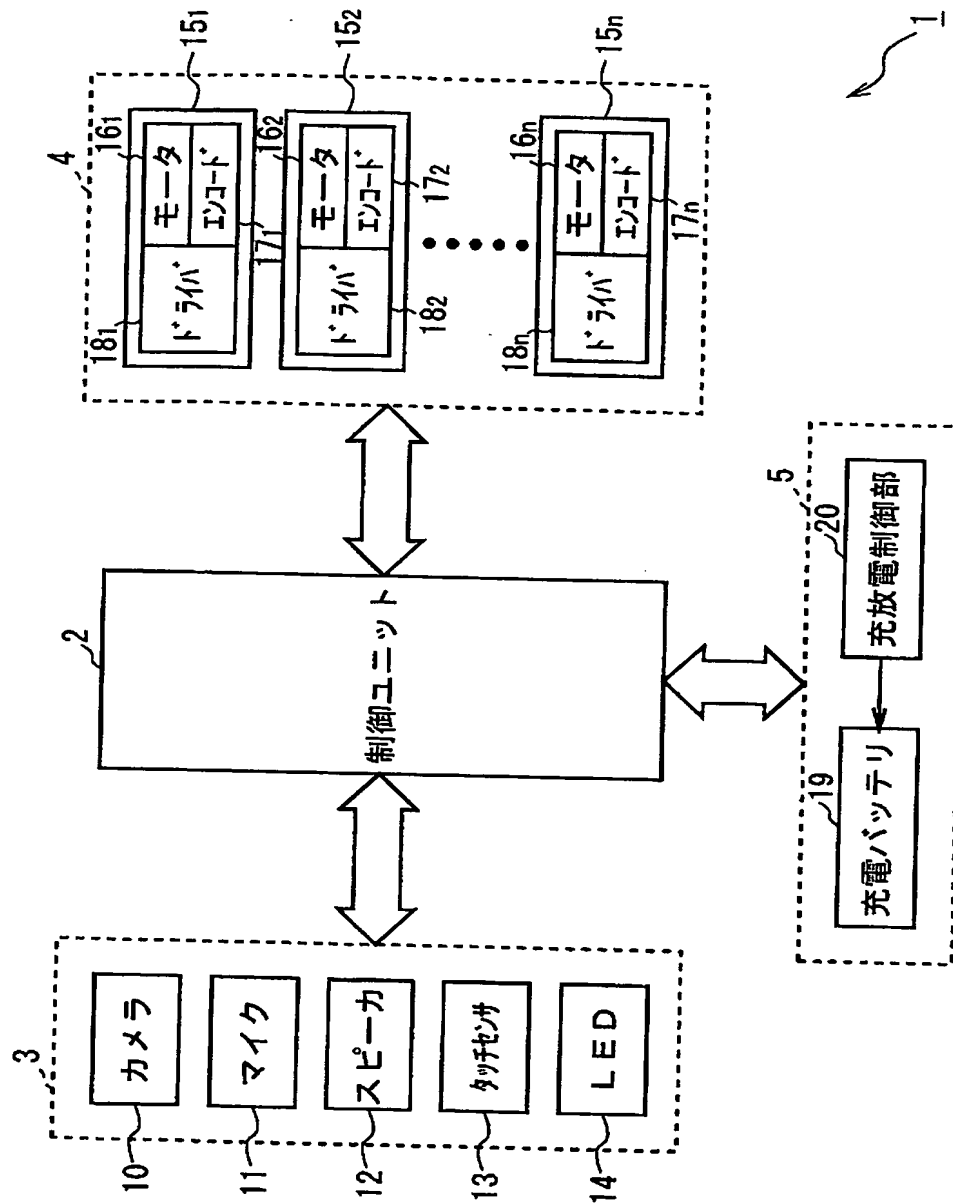 1
4
15₁
16₁
モータ
エンコード
17₁
18₁
ドライバ
15₂
16₂
モータ
エンコード
17₂
18₂
ドライバ
15n
16n
モータ
エンコード
17n
18n
ドライバ
2
制御ユニット
3
10
カメラ
11
マイク
12
スピーカ
13
タッチセンサ
14
LED
5
20
充放電制御部
19
充電バッテリ